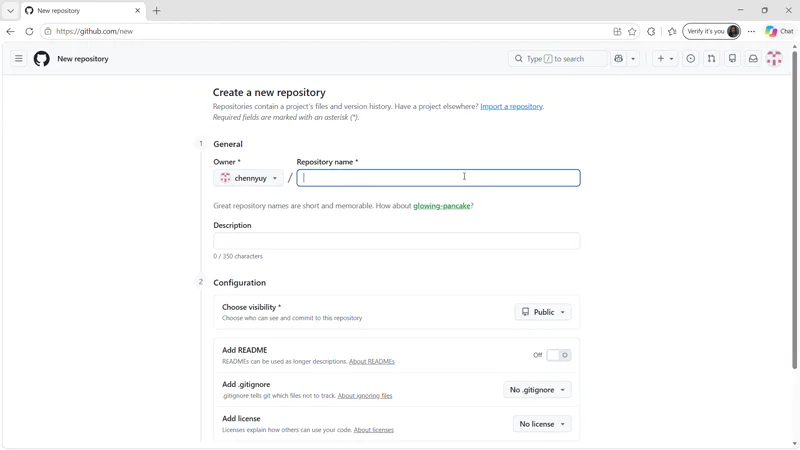 New repository
https://github.com/new
Verify it's you
Chat
New repository
Type / to search
Create a new repository
Repositories contain a project's files and version history. Have a project elsewhere? Import a repository.
Required fields are marked with an asterisk (*).
1 General
Owner * Repository name *
chennyuy /
Great repository names are short and memorable. How about glowing-pancake?
Description
0 / 350 characters
2 Configuration
Choose visibility *
Choose who can see and commit to this repository
Public
Add README
READMEs can be used as longer descriptions. About READMEs
Off
Add .gitignore
.gitignore tells git which files not to track. About ignoring files
No .gitignore
Add license
Licenses explain how others can use your code. About licenses
No license